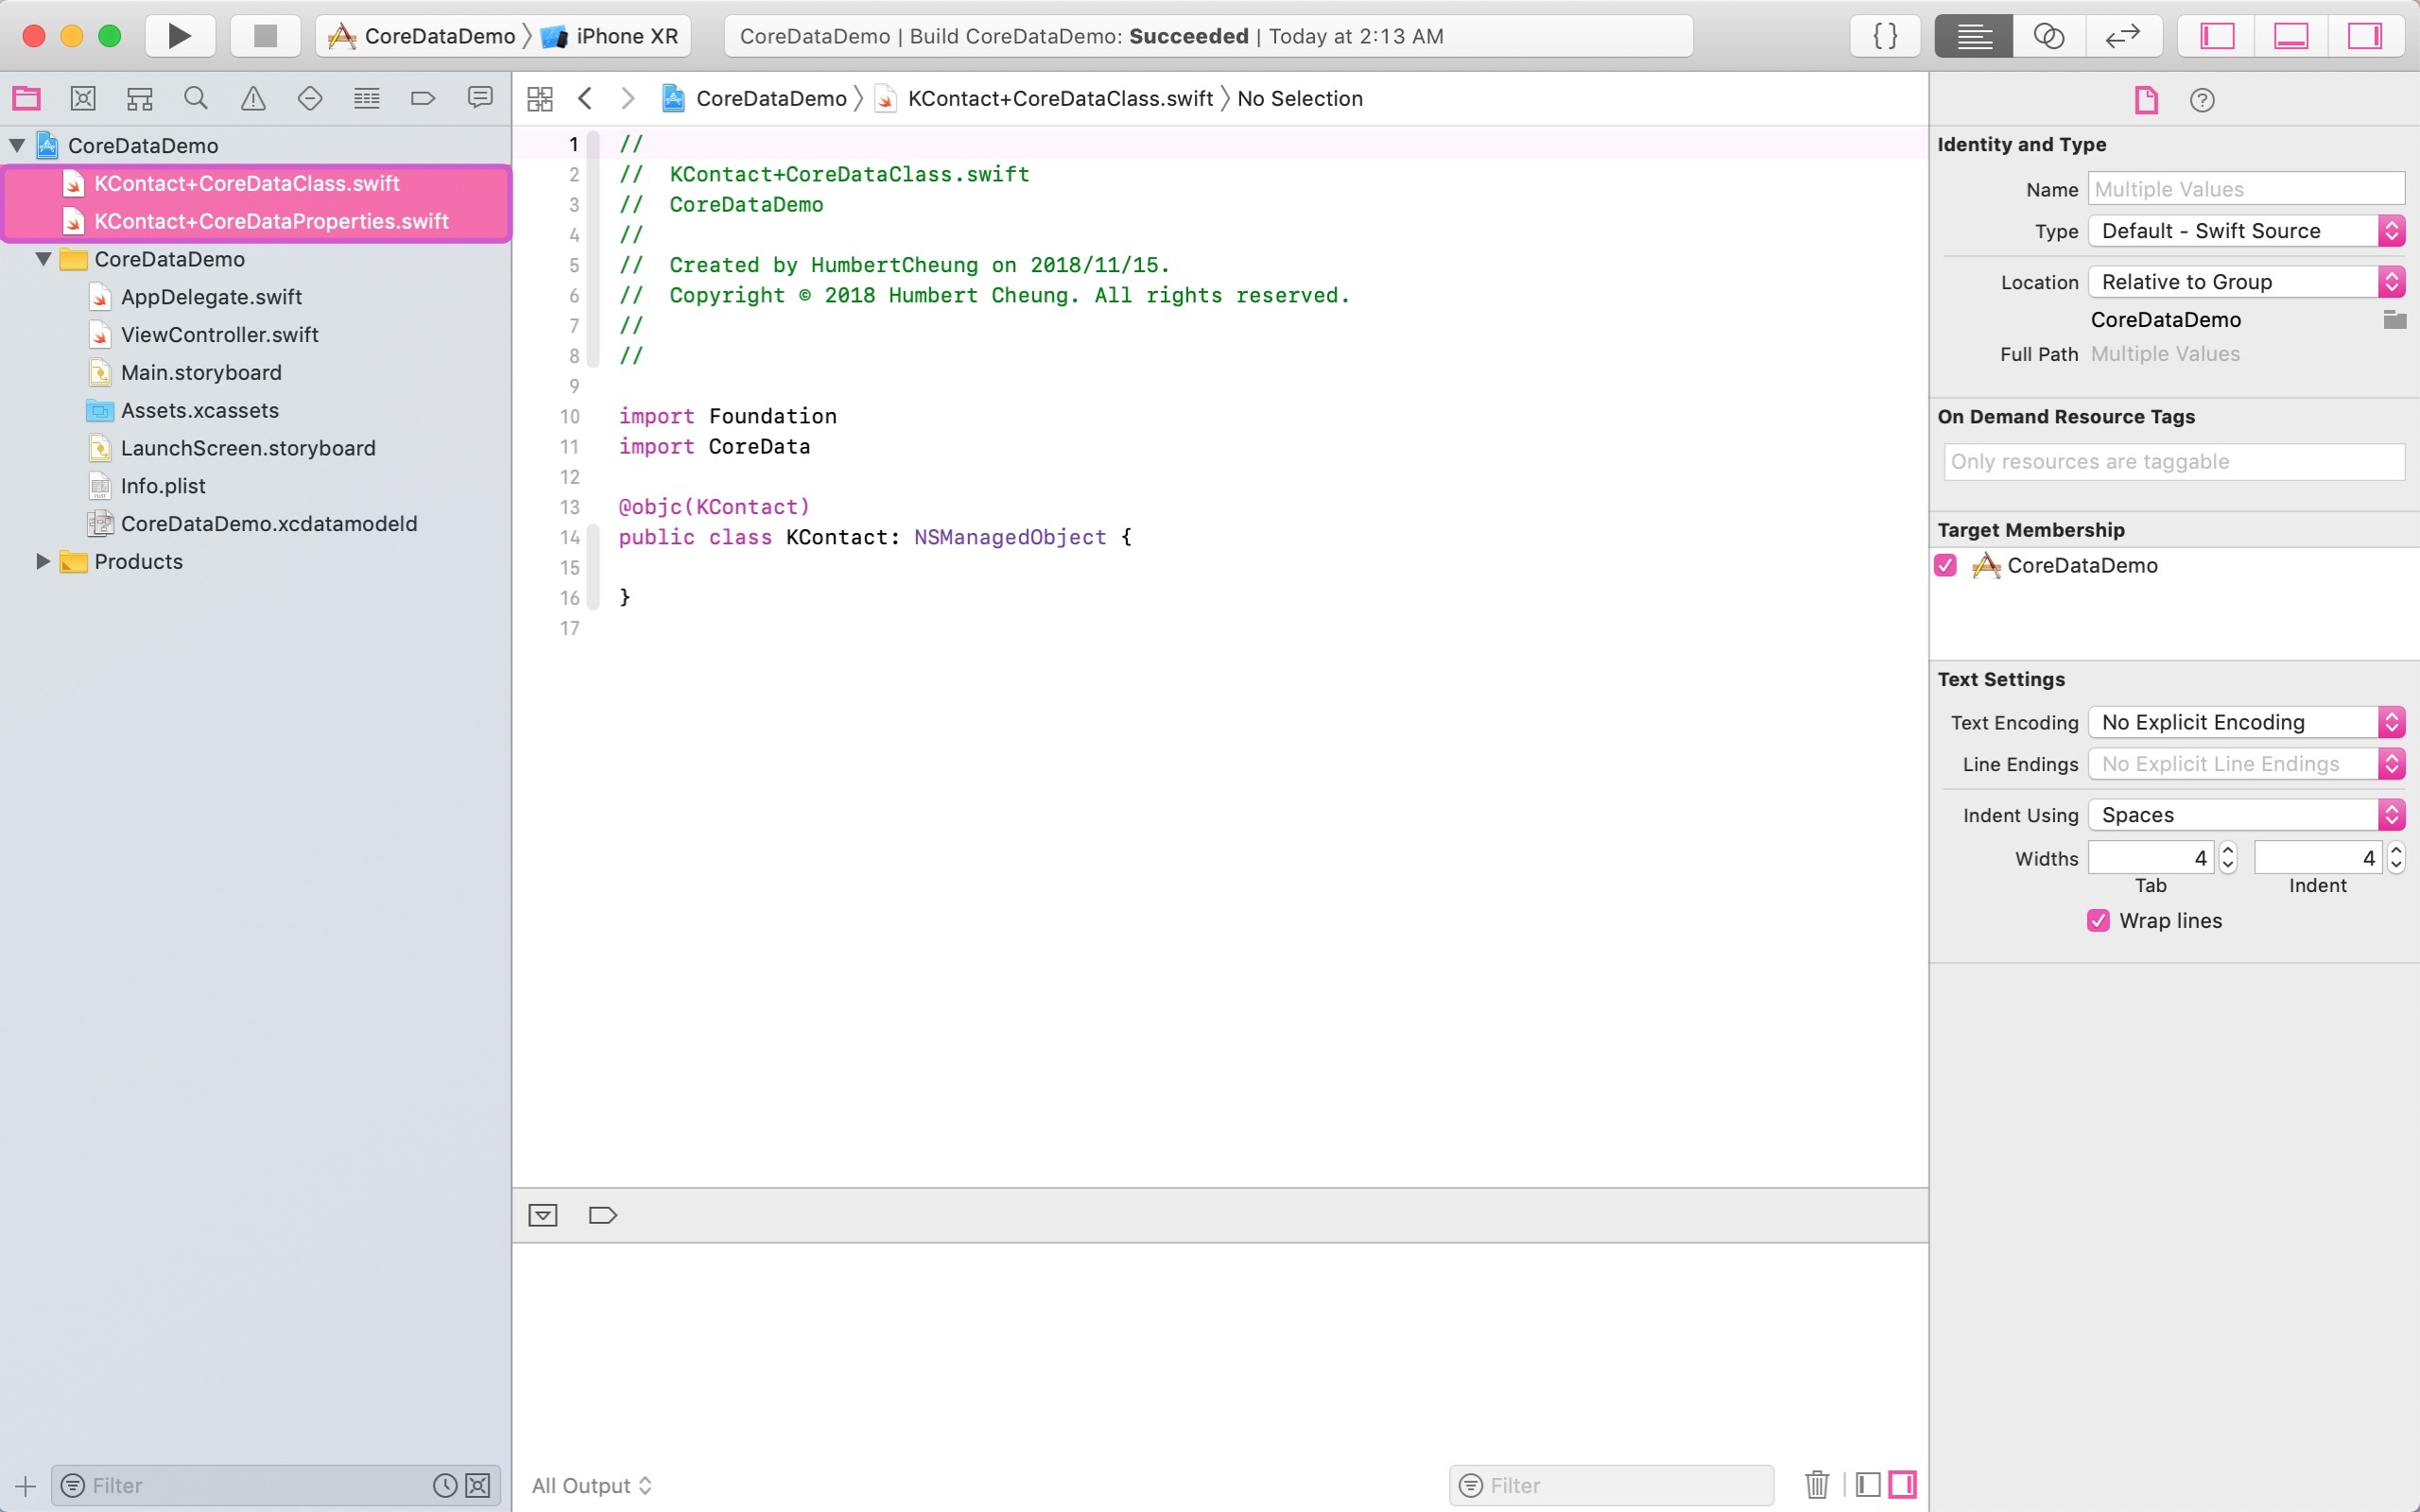 CoreDataDemo 〉 iPhone XR
CoreDataDemo | Build CoreDataDemo: Succeeded | Today at 2:13 AM
{ }
CoreDataDemo 〉 KContact+CoreDataClass.swift 〉 No Selection
CoreDataDemo
KContact+CoreDataClass.swift
KContact+CoreDataProperties.swift
CoreDataDemo
AppDelegate.swift
ViewController.swift
Main.storyboard
Assets.xcassets
LaunchScreen.storyboard
Info.plist
CoreDataDemo.xcdatamodeld
Products
Filter
1 //
2 //  KContact+CoreDataClass.swift
3 //  CoreDataDemo
4 //
5 //  Created by HumbertCheung on 2018/11/15.
6 //  Copyright © 2018 Humbert Cheung. All rights reserved.
7 //
8 //
9
10 import Foundation
11 import CoreData
12
13 @objc(KContact)
14 public class KContact: NSManagedObject {
15
16 }
17
All Output
Filter
Identity and Type
Name Multiple Values
Type Default - Swift Source
Location Relative to Group
CoreDataDemo
Full Path Multiple Values
On Demand Resource Tags
Only resources are taggable
Target Membership
CoreDataDemo
Text Settings
Text Encoding No Explicit Encoding
Line Endings No Explicit Line Endings
Indent Using Spaces
Widths 4 4
Tab Indent
Wrap lines